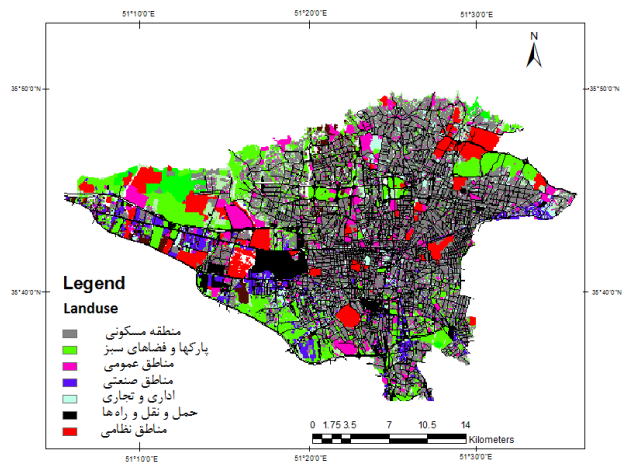 51°10'0"E 51°20'0"E 51°30'0"E
N
35°50'0"N 35°50'0"N
35°40'0"N 35°40'0"N
Legend
Landuse
منطقه مسکونی
پارکها و فضاهای سبز
مناطق عمومی
مناطق صنعتی
اداری و تجاری
حمل و نقل و راه‌ها
مناطق نظامی
0 1.75 3.5 7 10.5 14
Kilometers
51°10'0"E 51°20'0"E 51°30'0"E